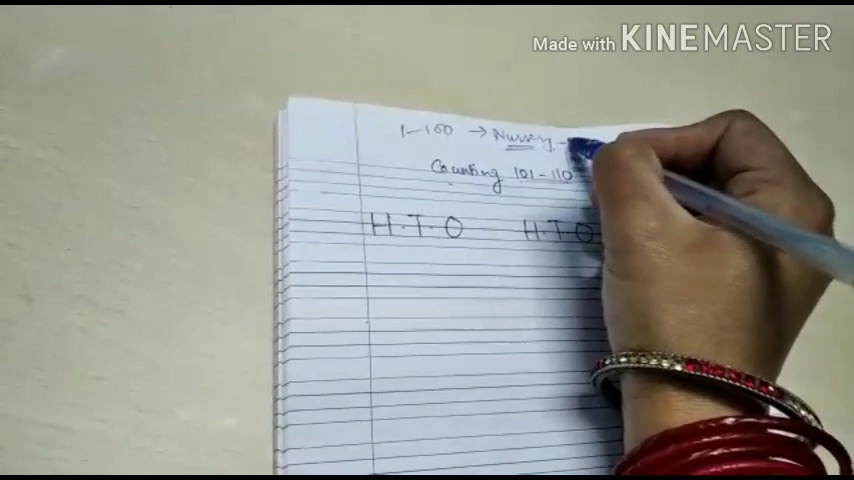 Made with KINEMASTER
1-100 → Nursery -
Counting 101-110
H.T.O H.T.O